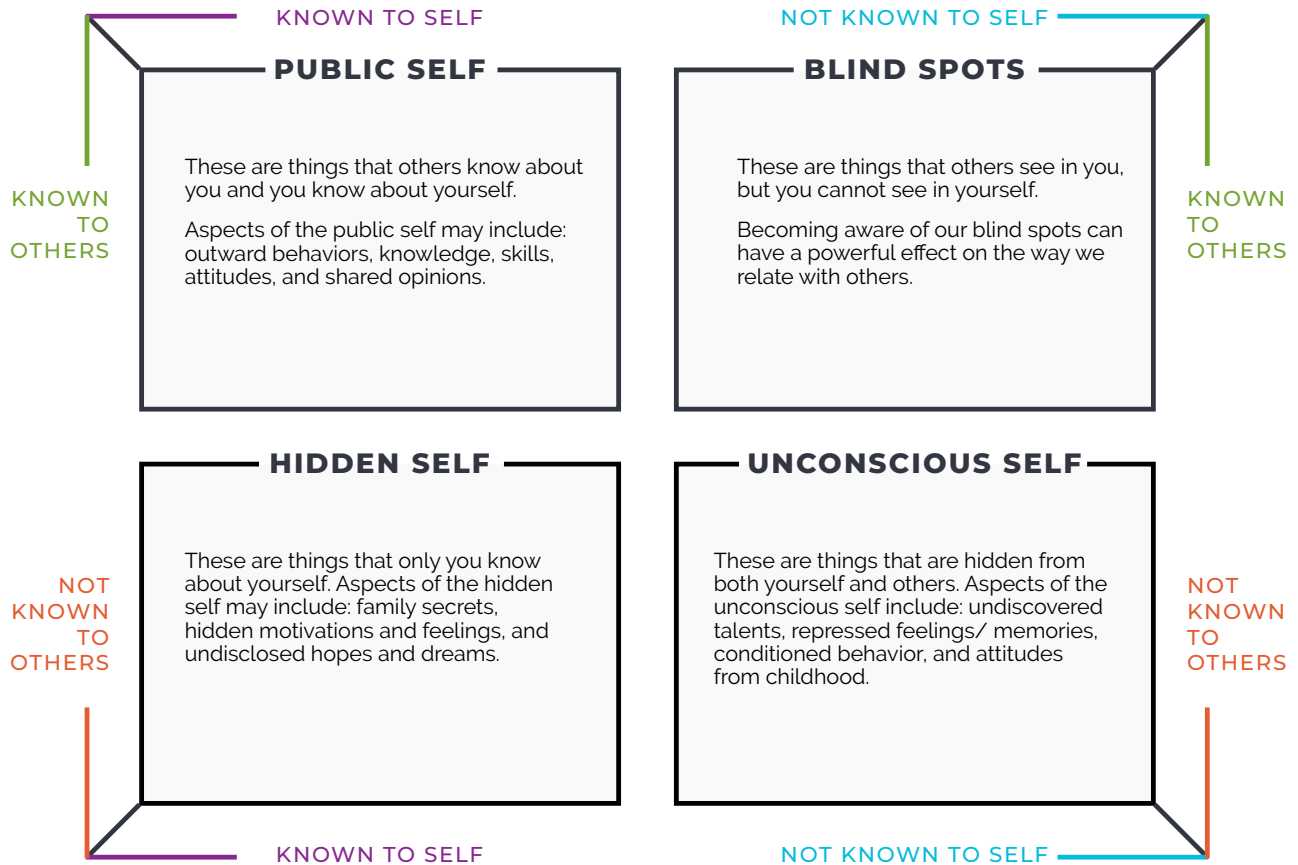 KNOWN TO SELF
NOT KNOWN TO SELF
PUBLIC SELF
These are things that others know about
you and you know about yourself.
Aspects of the public self may include:
outward behaviors, knowledge, skills,
attitudes, and shared opinions.
KNOWN
TO
OTHERS
BLIND SPOTS
These are things that others see in you,
but you cannot see in yourself.
Becoming aware of our blind spots can
have a powerful effect on the way we
relate with others.
KNOWN
TO
OTHERS
HIDDEN SELF
These are things that only you know
about yourself. Aspects of the hidden
self may include: family secrets,
hidden motivations and feelings, and
undisclosed hopes and dreams.
NOT
KNOWN
TO
OTHERS
UNCONSCIOUS SELF
These are things that are hidden from
both yourself and others. Aspects of the
unconscious self include: undiscovered
talents, repressed feelings/ memories,
conditioned behavior, and attitudes
from childhood.
NOT
KNOWN
TO
OTHERS
KNOWN TO SELF
NOT KNOWN TO SELF